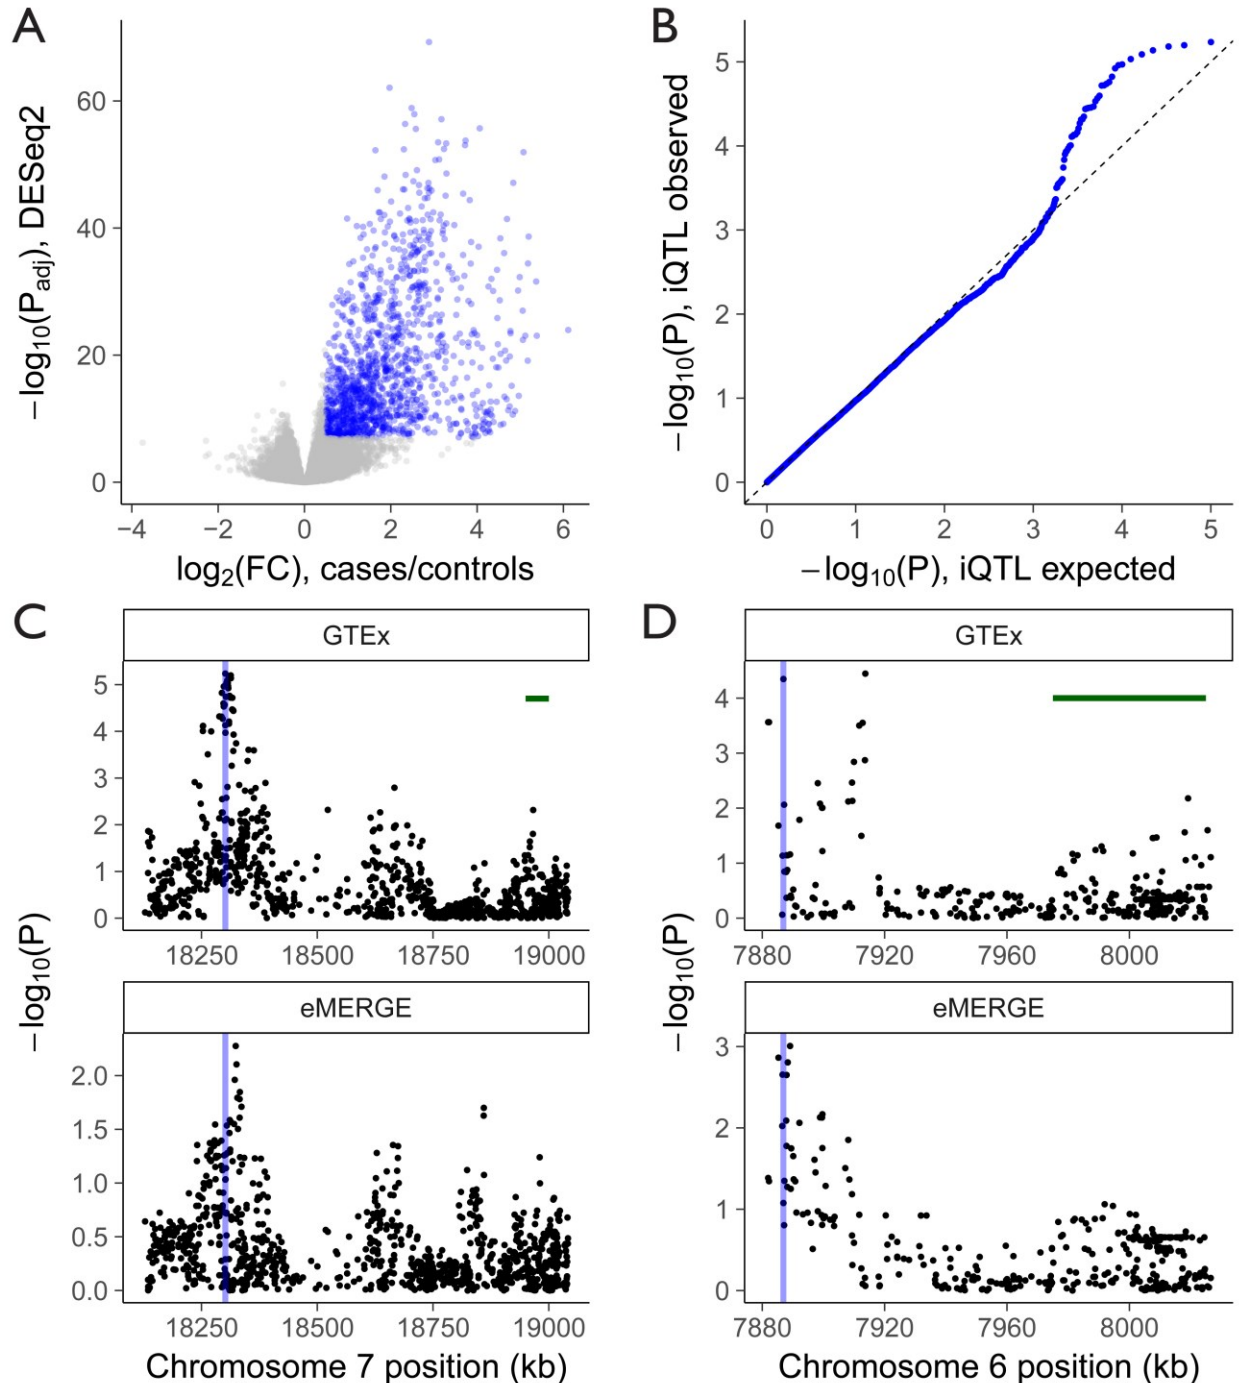 A
−log10(Padj), DESeq2
60
40
20
0
−4 −2 0 2 4 6
log2(FC), cases/controls
B
−log10(P), iQTL observed
5
4
3
2
1
0
0 1 2 3 4 5
−log10(P), iQTL expected
C
GTEx
5
4
3
2
1
0
18250 18500 18750 19000
−log10(P)
eMERGE
2.0
1.5
1.0
0.5
0.0
18250 18500 18750 19000
Chromosome 7 position (kb)
D
GTEx
4
3
2
1
0
7880 7920 7960 8000
−log10(P)
eMERGE
3
2
1
0
7880 7920 7960 8000
Chromosome 6 position (kb)